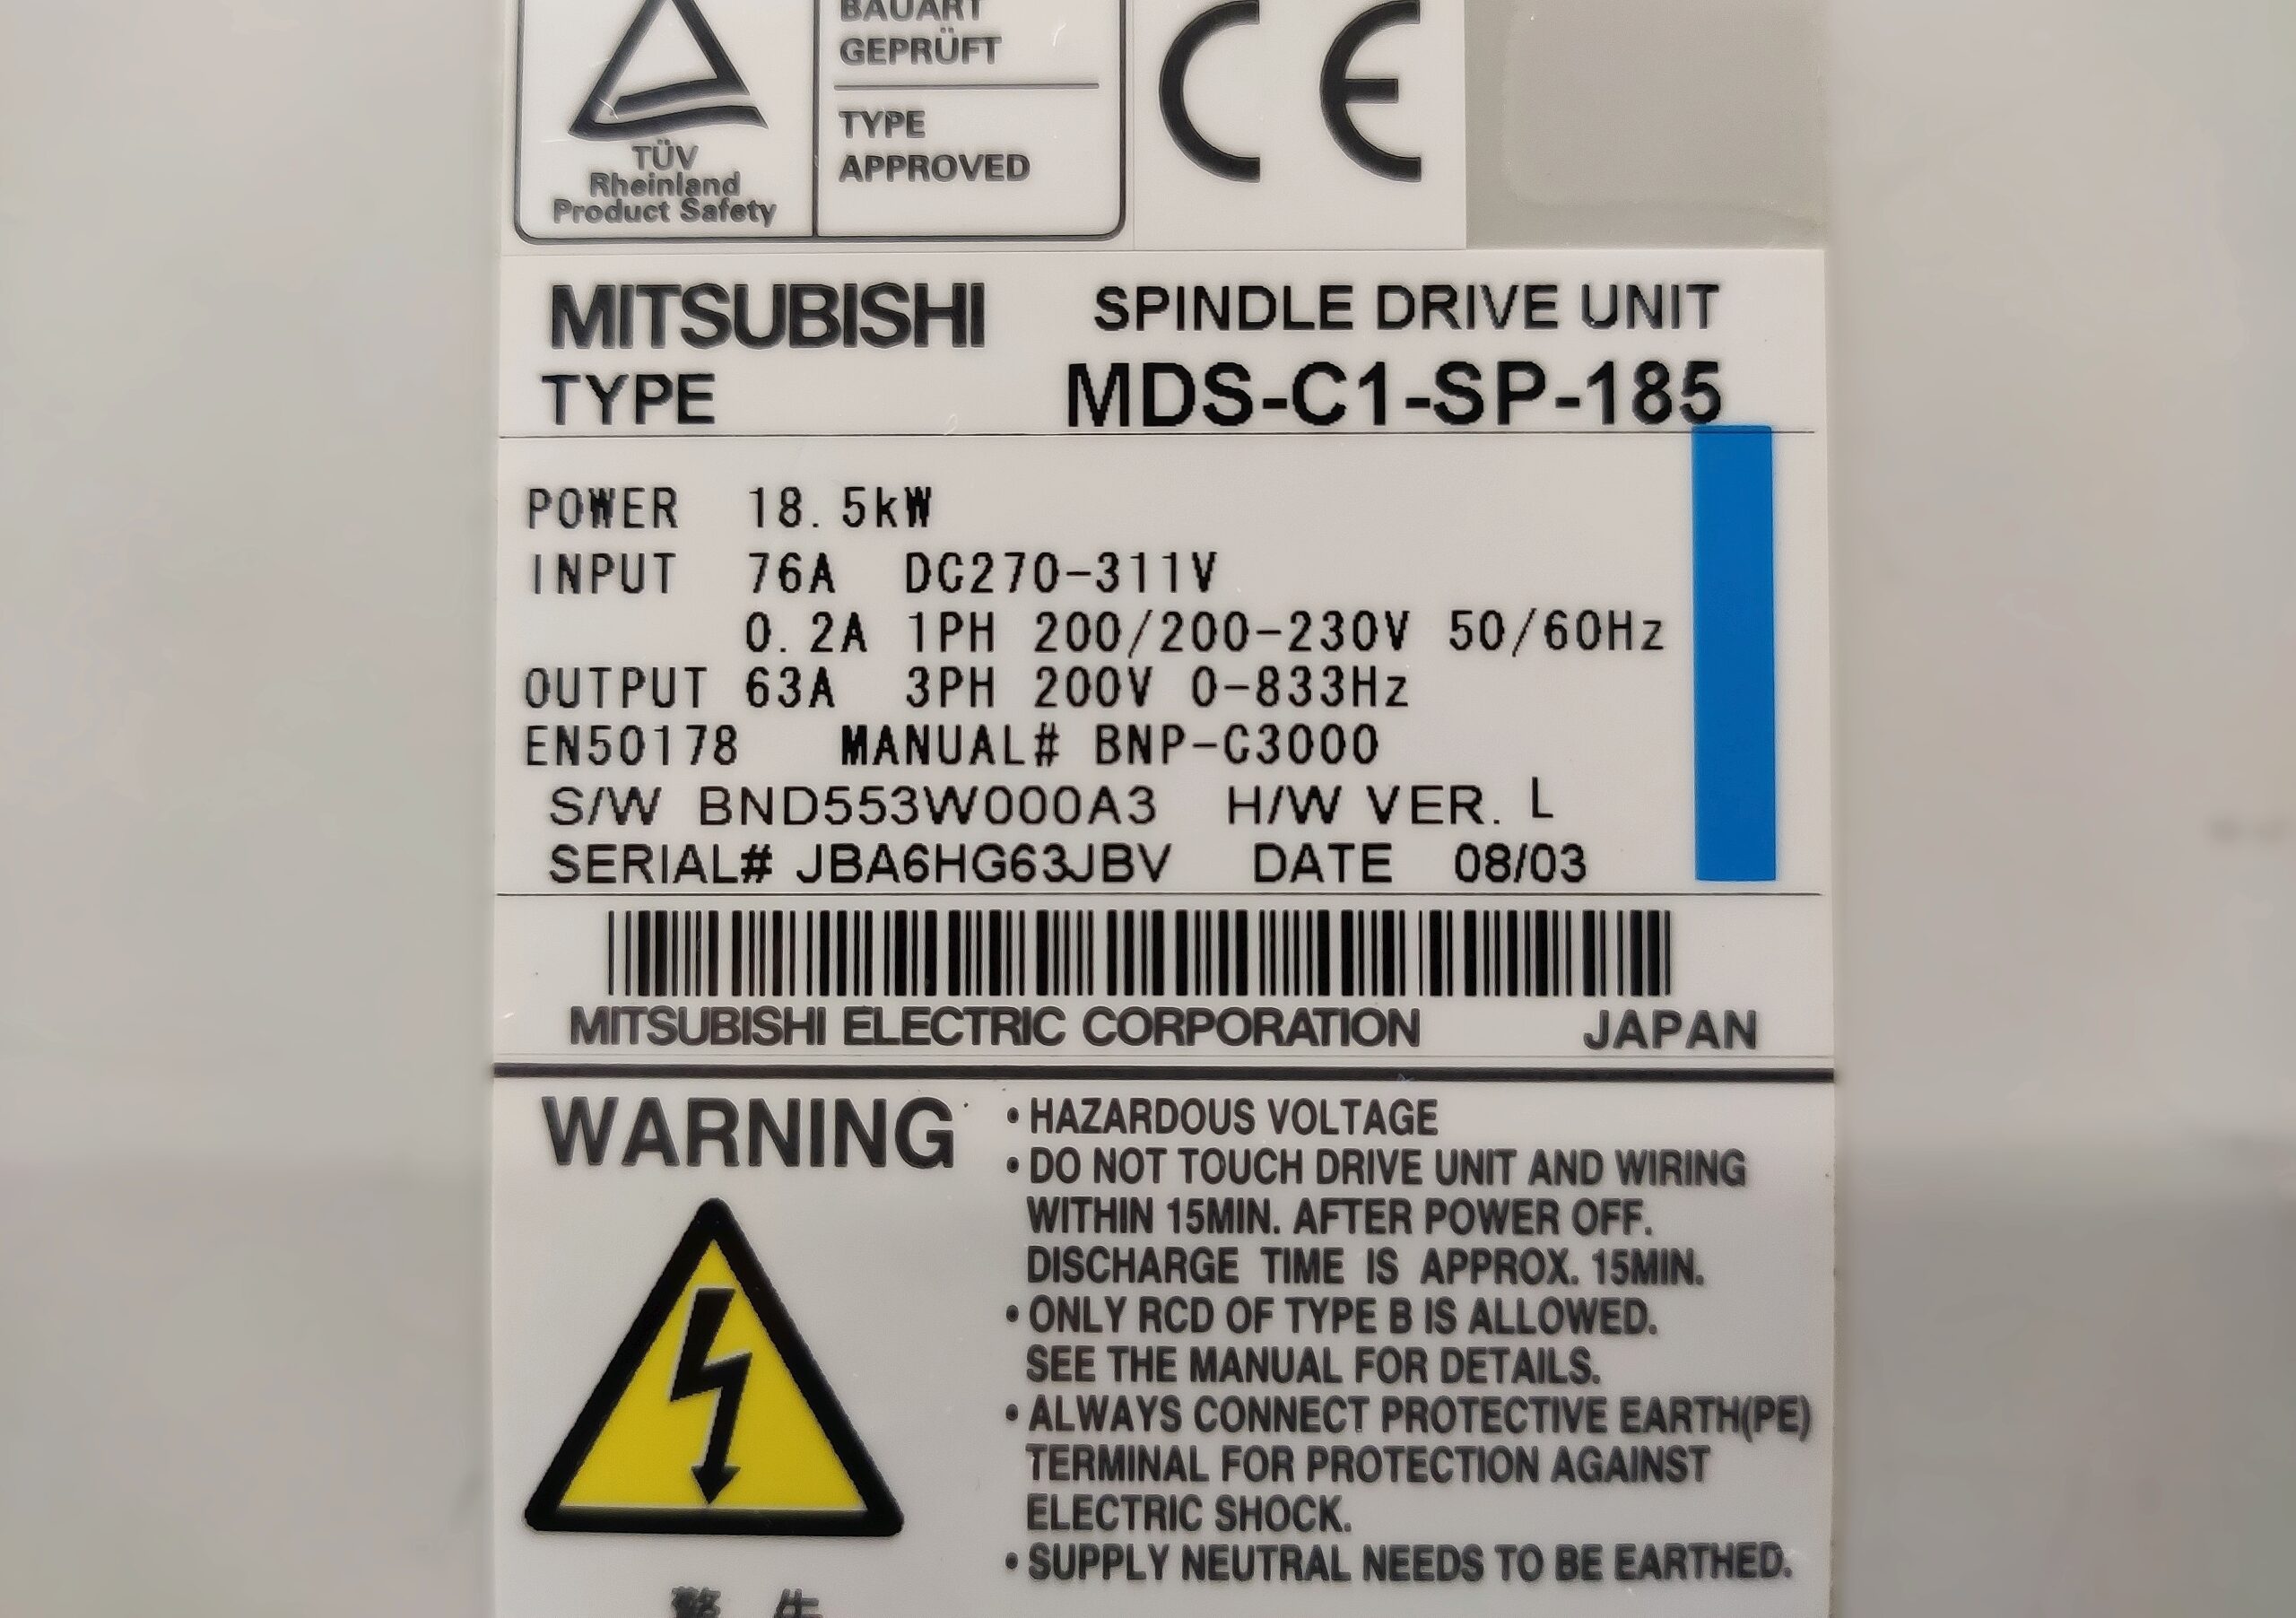 BAUART
GEPRÜFT
TYPE
APPROVED
TÜV
Rheinland
Product Safety
CE
MITSUBISHI SPINDLE DRIVE UNIT
TYPE MDS-C1-SP-185
POWER 18.5kW
INPUT 76A DC270-311V
0.2A 1PH 200/200-230V 50/60Hz
OUTPUT 63A 3PH 200V 0-833Hz
EN50178 MANUAL# BNP-C3000
S/W BND553W000A3 H/W VER. L
SERIAL# JBA6HG63JBV DATE 08/03
MITSUBISHI ELECTRIC CORPORATION JAPAN
WARNING
• HAZARDOUS VOLTAGE
• DO NOT TOUCH DRIVE UNIT AND WIRING
WITHIN 15MIN. AFTER POWER OFF.
DISCHARGE TIME IS APPROX. 15MIN.
• ONLY RCD OF TYPE B IS ALLOWED.
SEE THE MANUAL FOR DETAILS.
• ALWAYS CONNECT PROTECTIVE EARTH(PE)
TERMINAL FOR PROTECTION AGAINST
ELECTRIC SHOCK.
• SUPPLY NEUTRAL NEEDS TO BE EARTHED.